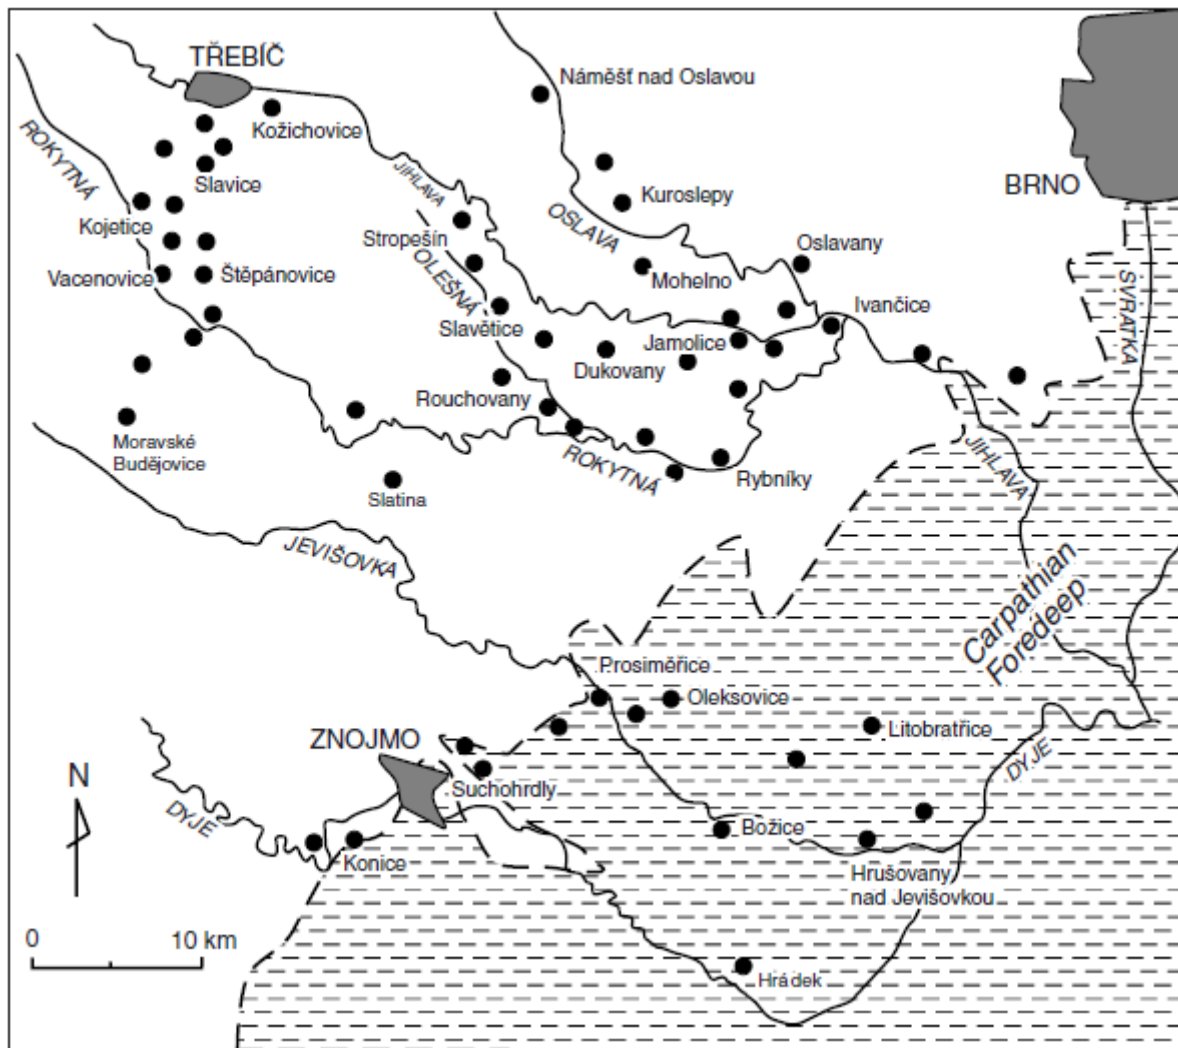 TŘEBÍČ
Náměšť nad Oslavou
Kožichovice
ROKYTNÁ
JIHLAVA
Slavice
BRNO
Kuroslepy
Kojetice
OSLAVA
Stropešín
Oslavany
Vacenovice
Štěpánovice
OLEŠNÁ
Mohelno
SVRATKA
Ivančice
Slavětice
Jamolice
Dukovany
Rouchovany
Moravské
Budějovice
ROKYTNÁ
Rybníky
JIHLAVA
Slatina
JEVIŠOVKA
Carpathian
Foredeep
Prosiměřice
Oleksovice
Litobratřice
ZNOJMO
DYJE
N
Suchohrdly
DYJE
Božice
Konice
Hrušovany
nad Jevišovkou
0 10 km
Hrádek